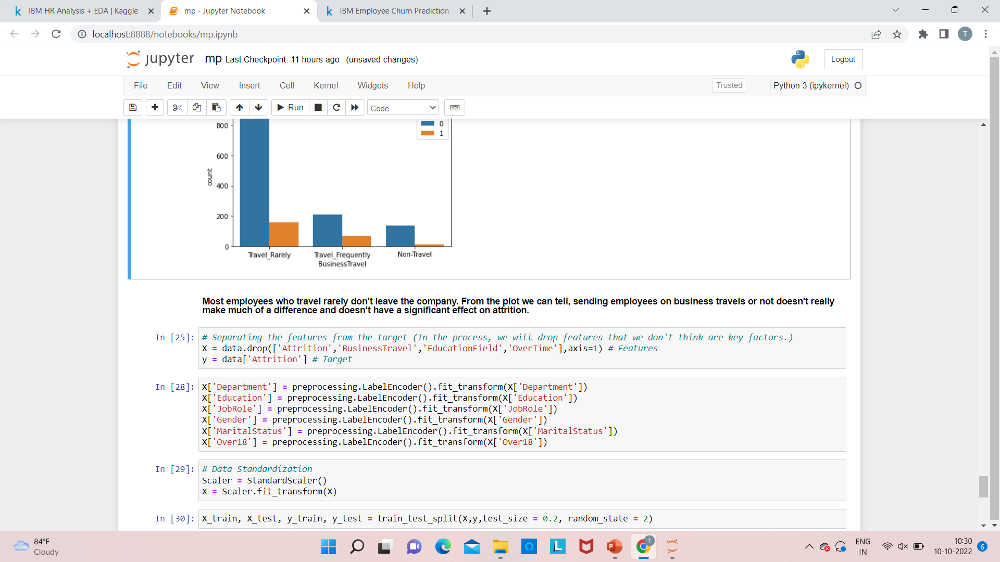 IBM HR Analysis + EDA | Kaggle
mp - Jupyter Notebook
IBM Employee Churn Prediction
localhost:8888/notebooks/mp.ipynb
T
jupyter mp Last Checkpoint: 11 hours ago (unsaved changes)
Logout
File Edit View Insert Cell Kernel Widgets Help
Trusted
Python 3 (ipykernel)
Run
Code
800
600
400
200
0
count
0
1
Travel_Rarely
Travel_Frequently
Non-Travel
BusinessTravel
Most employees who travel rarely don't leave the company. From the plot we can tell, sending employees on business travels or not doesn't really
make much of a difference and doesn't have a significant effect on attrition.
In [25]: # Separating the features from the target (In the process, we will drop features that we don't think are key factors.)
X = data.drop(['Attrition','BusinessTravel','EducationField','OverTime'],axis=1) # Features
y = data['Attrition'] # Target
In [28]: X['Department'] = preprocessing.LabelEncoder().fit_transform(X['Department'])
X['Education'] = preprocessing.LabelEncoder().fit_transform(X['Education'])
X['JobRole'] = preprocessing.LabelEncoder().fit_transform(X['JobRole'])
X['Gender'] = preprocessing.LabelEncoder().fit_transform(X['Gender'])
X['MaritalStatus'] = preprocessing.LabelEncoder().fit_transform(X['MaritalStatus'])
X['Over18'] = preprocessing.LabelEncoder().fit_transform(X['Over18'])
In [29]: # Data Standardization
Scaler = StandardScaler()
X = Scaler.fit_transform(X)
In [30]: X_train, X_test, y_train, y_test = train_test_split(X,y,test_size = 0.2, random_state = 2)
84°F
Cloudy
ENG
IN
10:30
10-10-2022
6